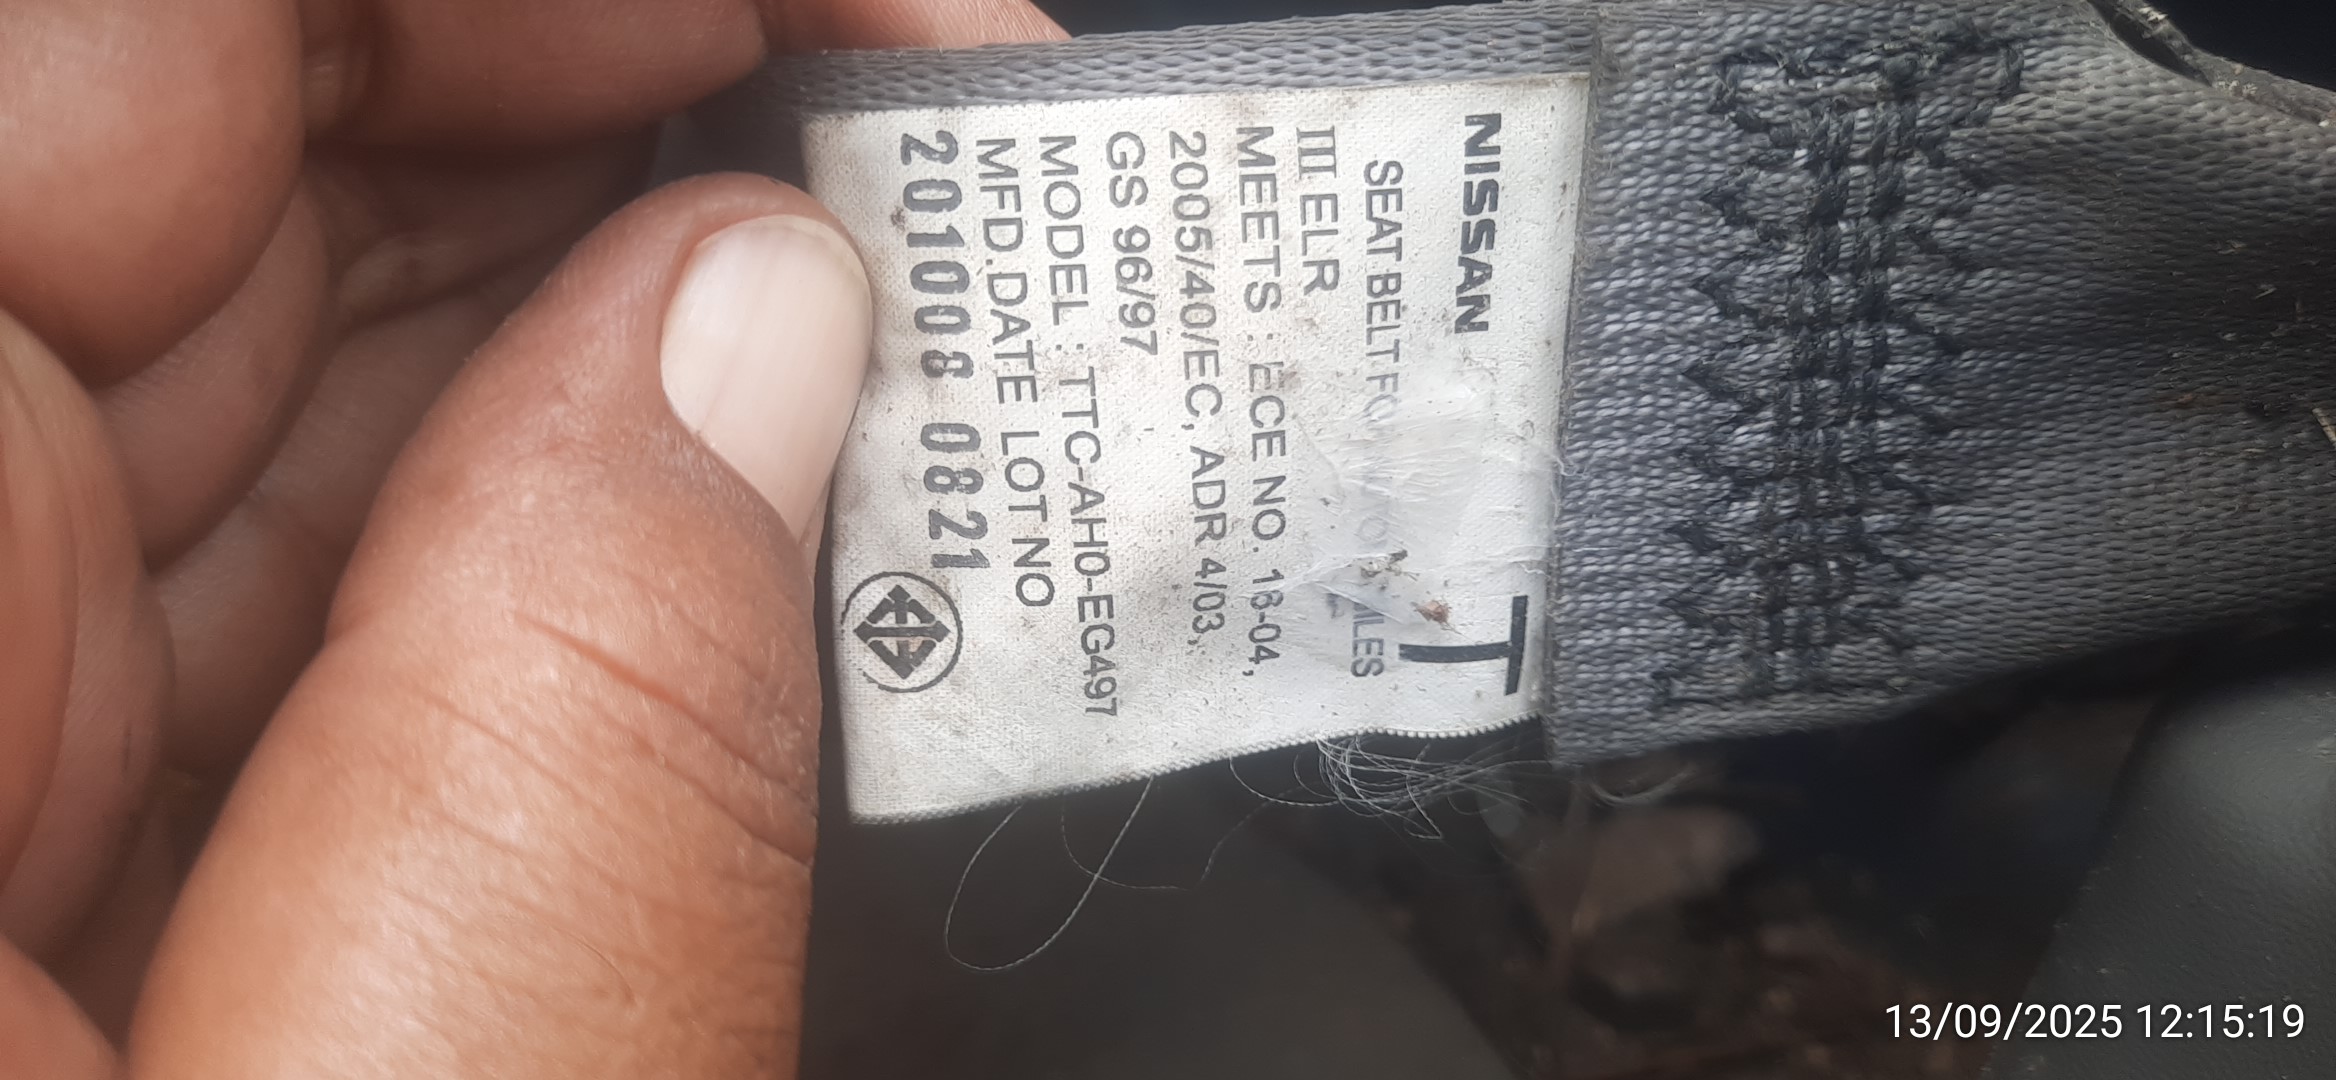 NISSAN
T
SEAT BELT
III ELR
MEETS : ECE NO. 16-04,
2005/40/EC, ADR 4/03,
GS 96/97
MODEL : TTC-AH0-EG497
MFD.DATE LOT NO
201008 0821
13/09/2025 12:15:19